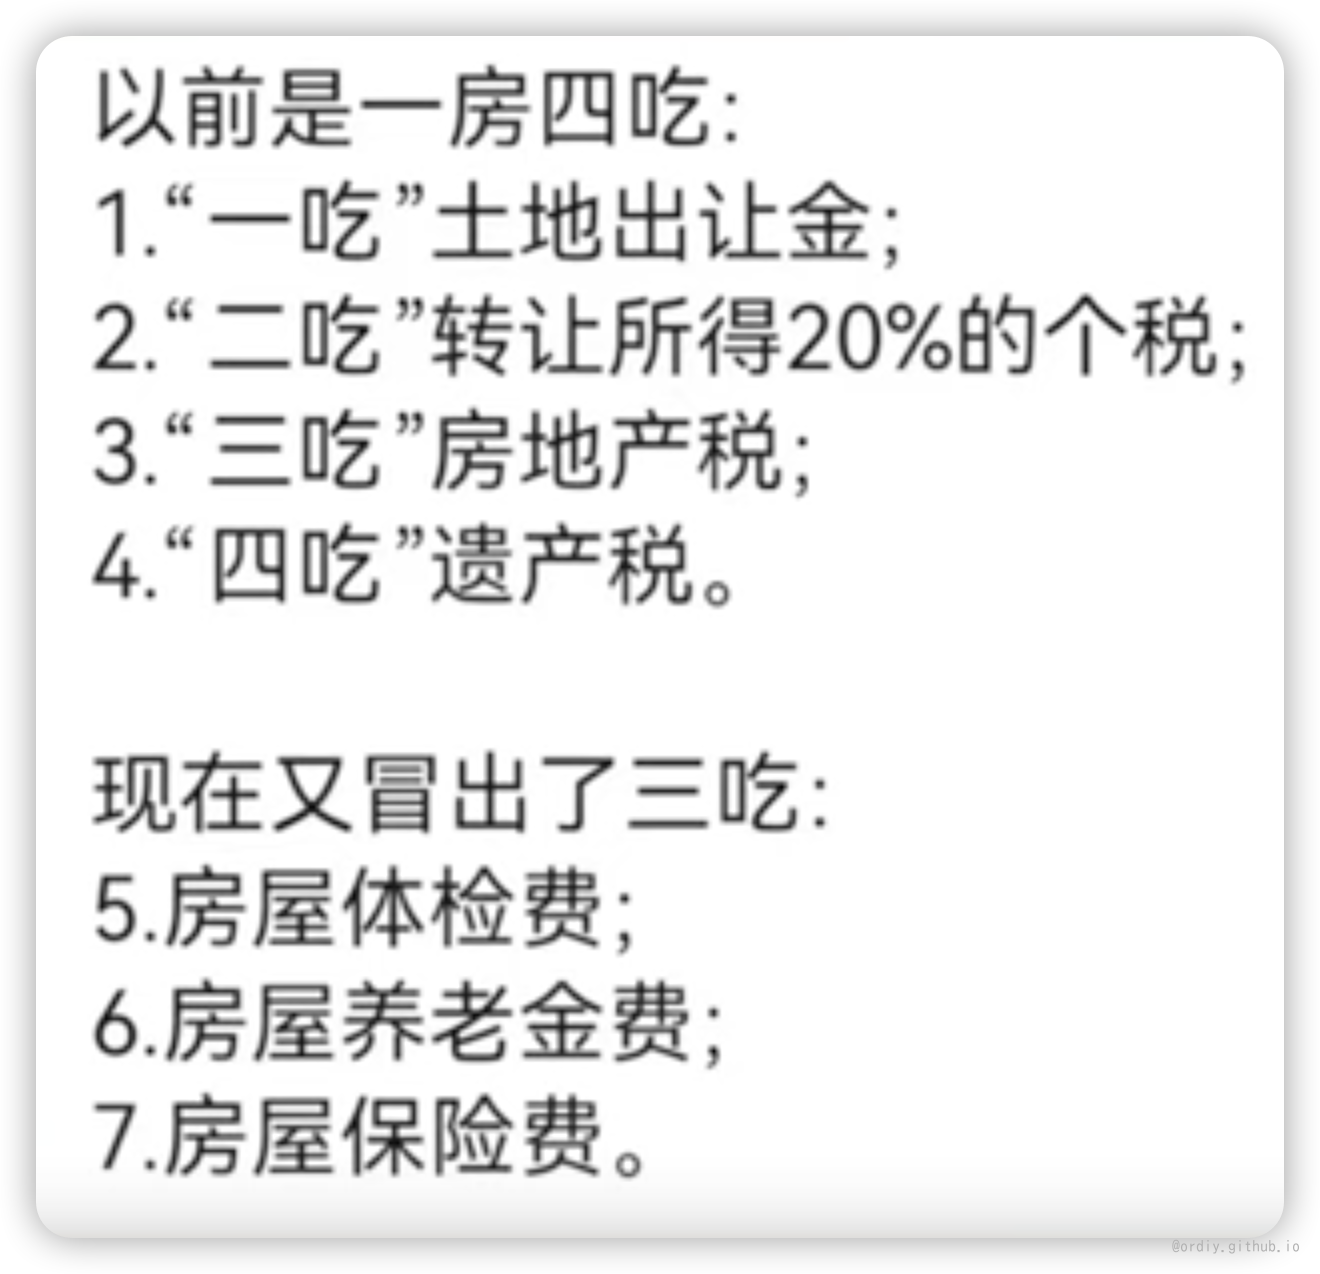 以前是一房四吃：
1.“一吃”土地出让金；
2.“二吃”转让所得20%的个税；
3.“三吃”房地产税；
4.“四吃”遗产税。
现在又冒出了三吃：
5.房屋体检费；
6.房屋养老金费；
7.房屋保险费。
@ordiy.github.io